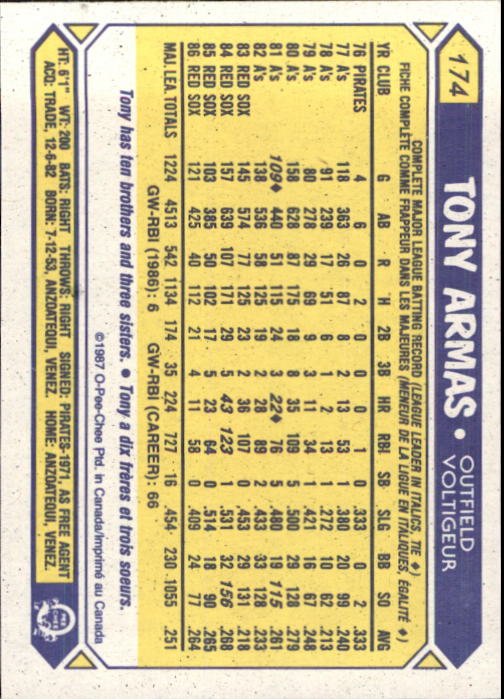 174
TONY ARMAS • OUTFIELD
VOLTIGEUR
COMPLETE MAJOR LEAGUE BATTING RECORD (LEAGUE LEADER IN ITALICS, TIE ♦)
FICHE COMPLÈTE COMME FRAPPEUR DANS LES MAJEURES (MENEUR DE LA LIGUE EN ITALIQUES, ÉGALITÉ ♦)
YR CLUB G AB R H 2B 3B HR RBI SB SLG BB SO AVG
76 PIRATES 4 6 0 2 0 0 0 1 0 .333 0 2 .333
77 A's 118 363 26 87 8 2 13 53 1 .380 20 99 .240
78 A's 91 239 17 51 6 1 2 13 1 .272 10 62 .213
79 A's 80 278 29 69 9 3 11 34 1 .421 16 67 .248
80 A's 158 628 87 175 18 8 35 109 5 .500 29 128 .279
81 A's 109♦ 440 51 115 24 3 22♦ 76 5 .480 19 115 .261
82 A's 138 536 58 125 19 2 28 89 2 .433 33 128 .233
83 RED SOX 145 574 77 125 23 2 36 107 0 .453 29 131 .218
84 RED SOX 157 639 107 171 29 5 43 123 1 .531 32 156 .268
85 RED SOX 103 385 50 102 17 5 23 64 0 .514 18 90 .265
86 RED SOX 121 425 40 112 21 4 11 58 0 .409 24 77 .264
MAJ. LEA. TOTALS 1224 4513 542 1134 174 35 224 727 16 .454 230 1055 .251
GW-RBI (1986): 6 GW-RBI (CAREER): 66
Tony has ten brothers and three sisters. • Tony a dix frères et trois soeurs.
©1987 O-Pee-Chee Ptd. in Canada/Imprimé au Canada
HT: 6'1" WT: 200 BATS: RIGHT THROWS: RIGHT SIGNED: PIRATES-1971, AS FREE AGENT
ACQ: TRADE, 12-6-82 BORN: 7-12-53, ANZOATEQUI, VENEZ. HOME: ANZOATEQUI, VENEZ.
O PEE CHEE